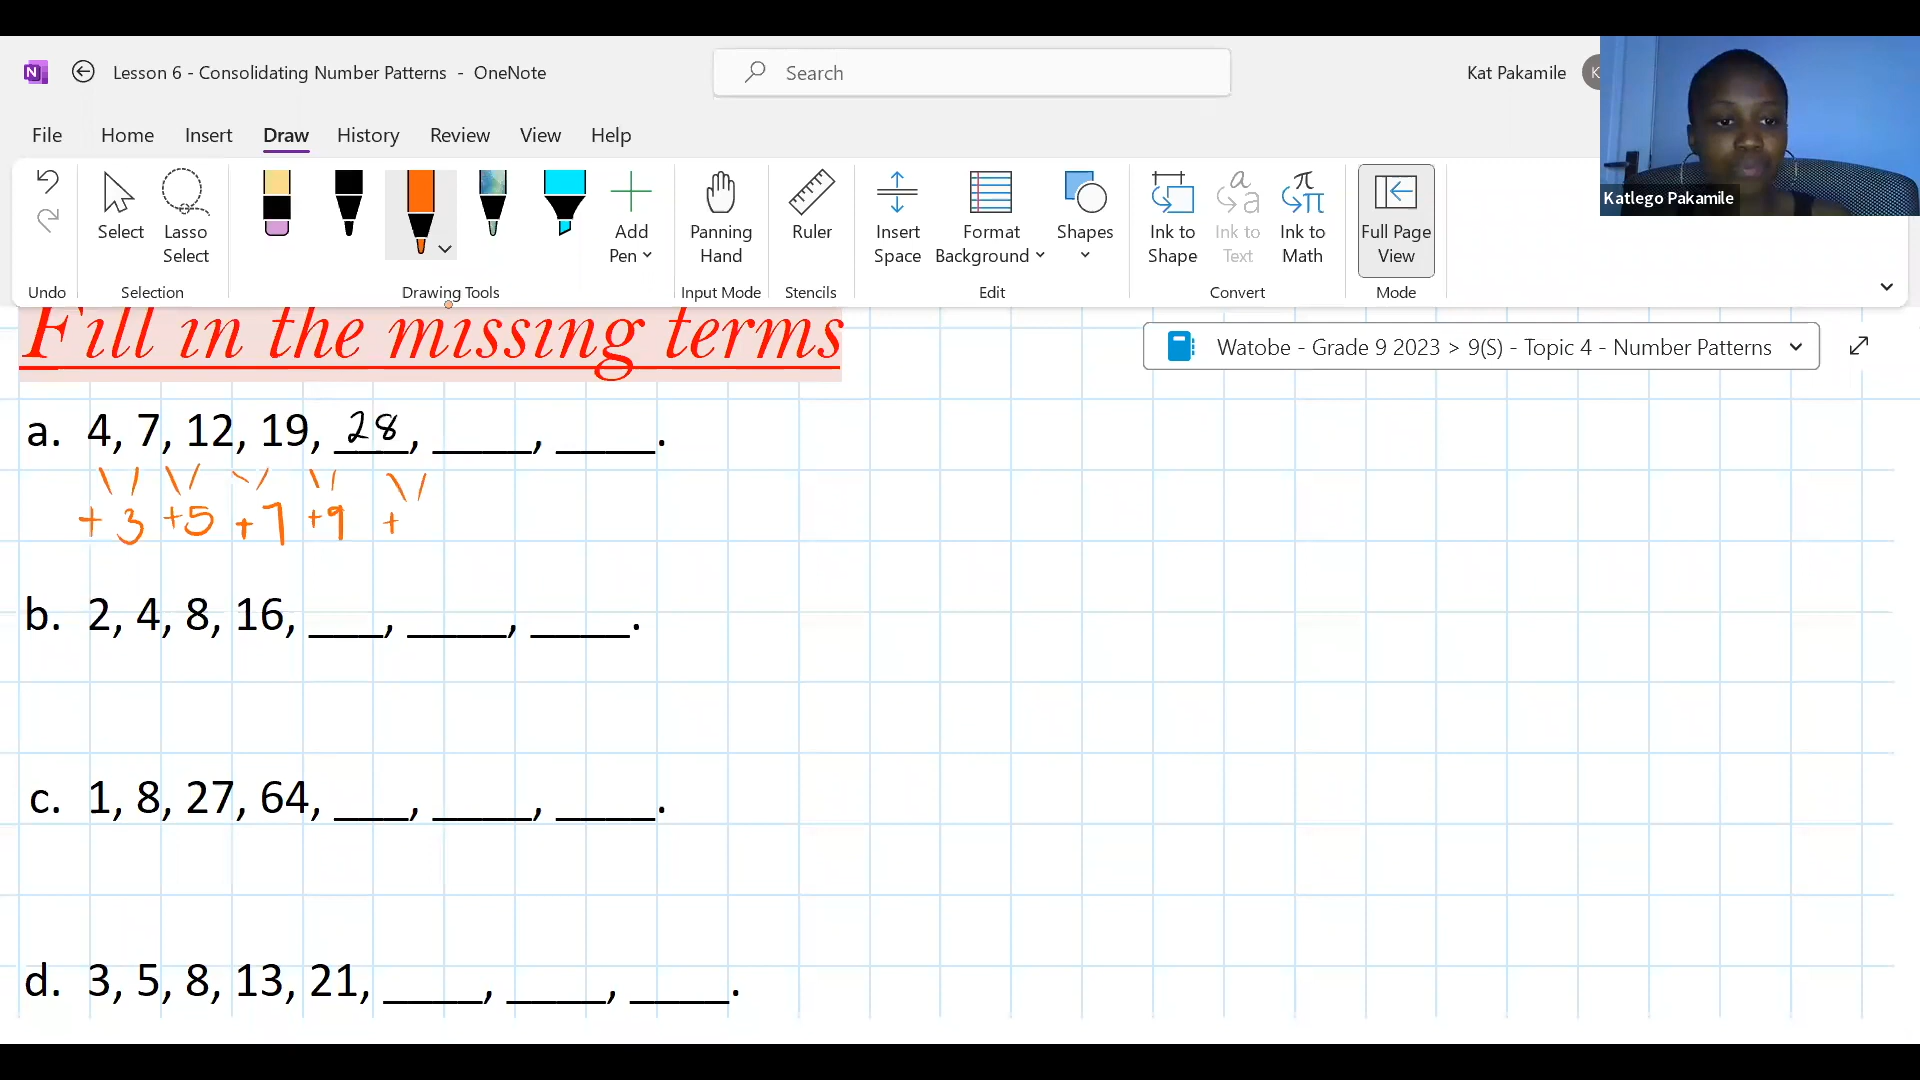 Lesson 6 - Consolidating Number Patterns - OneNote
Search
Kat Pakamile
K
File Home Insert Draw History Review View Help
Select
Lasso Select
Add Pen
Panning Hand
Ruler
Insert Space
Format Background
Shapes
Ink to Shape
Ink to Text
Ink to Math
Full Page View
Undo Selection Drawing Tools Input Mode Stencils Edit Convert Mode
Katlego Pakamile
Fill in the missing terms
Watobe - Grade 9 2023 > 9(S) - Topic 4 - Number Patterns
a. 4, 7, 12, 19, 28, ____, ____.
+3 +5 +7 +9 +
b. 2, 4, 8, 16, ___, ____, ____.
c. 1, 8, 27, 64, ___, ____, ____.
d. 3, 5, 8, 13, 21, ____, ____, ____.